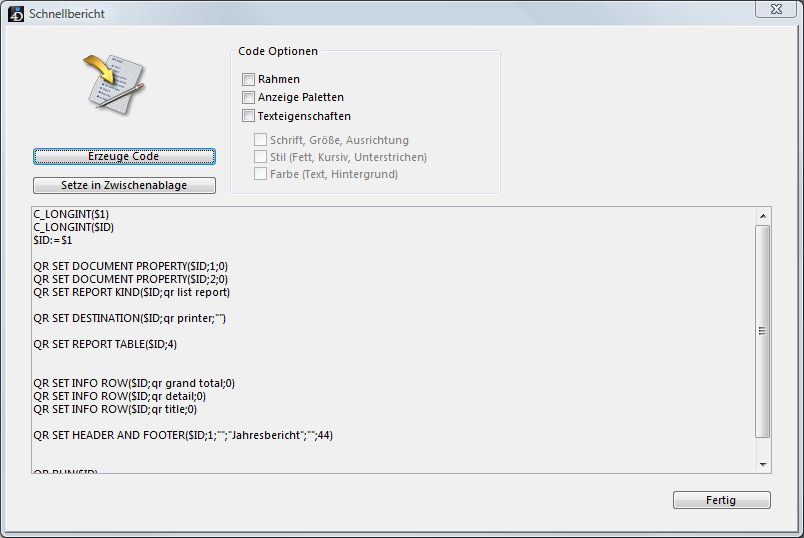 4D Schnellbericht
Code Optionen
Rahmen
Anzeige Paletten
Texteigenschaften
Schrift, Größe, Ausrichtung
Stil (Fett, Kursiv, Unterstrichen)
Farbe (Text, Hintergrund)
Erzeuge Code
Setze in Zwischenablage
C_LONGINT($1)
C_LONGINT($ID)
$ID:=$1
QR SET DOCUMENT PROPERTY($ID;1;0)
QR SET DOCUMENT PROPERTY($ID;2;0)
QR SET REPORT KIND($ID;qr list report)
QR SET DESTINATION($ID;qr printer;"")
QR SET REPORT TABLE($ID;4)
QR SET INFO ROW($ID;qr grand total;0)
QR SET INFO ROW($ID;qr detail;0)
QR SET INFO ROW($ID;qr title;0)
QR SET HEADER AND FOOTER($ID;1;"";"Jahresbericht";"";44)
QR RUN($ID)
Fertig